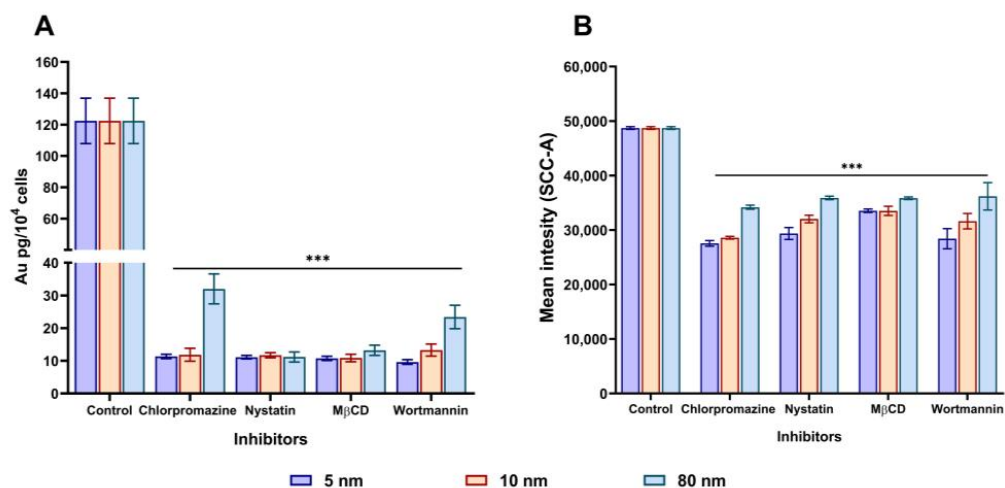 A
Au pg/10⁴ cells
160
140
120
100
80
60
40
30
20
10
0
***
Control Chlorpromazine Nystatin MβCD Wortmannin
Inhibitors
B
Mean intesity (SCC-A)
60,000
50,000
40,000
30,000
20,000
10,000
0
***
Control Chlorpromazine Nystatin MβCD Wortmannin
Inhibitors
5 nm 10 nm 80 nm